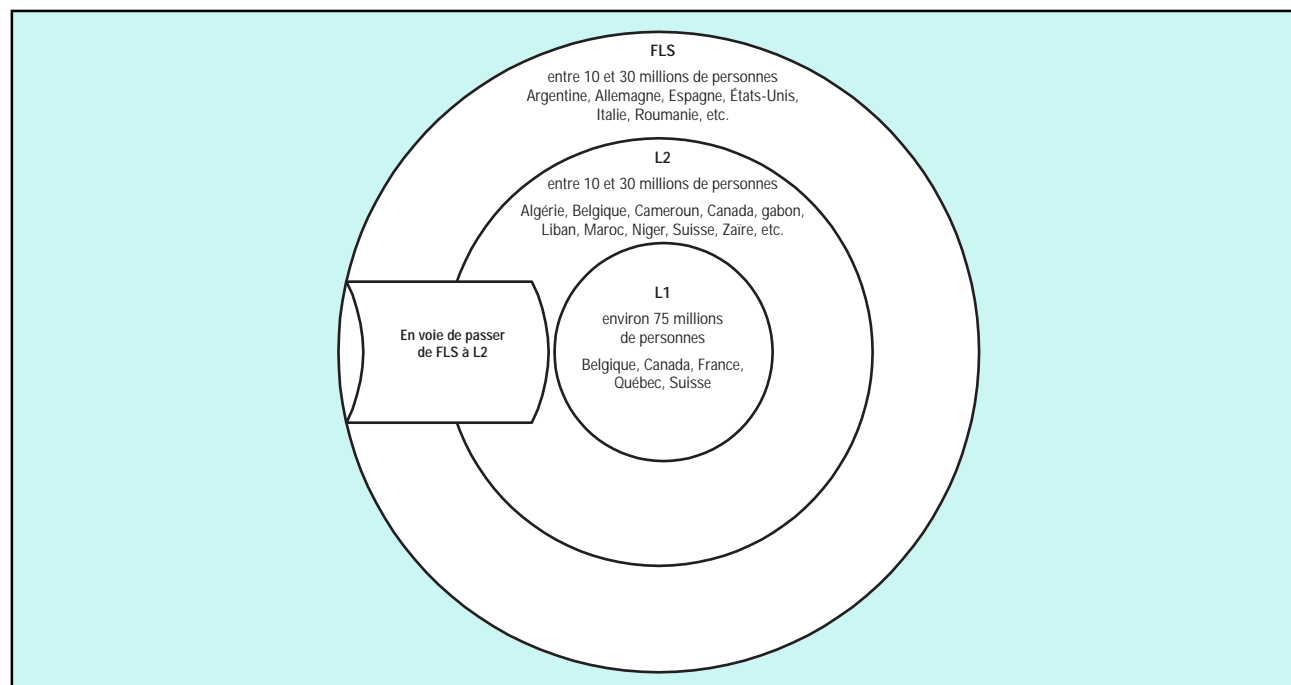 FLS
entre 10 et 30 millions de personnes
Argentine, Allemagne, Espagne, États-Unis,
Italie, Roumanie, etc.
L2
entre 10 et 30 millions de personnes
Algérie, Belgique, Cameroun, Canada, gabon,
Liban, Maroc, Niger, Suisse, Zaïre, etc.
L1
environ 75 millions
de personnes
Belgique, Canada, France,
Québec, Suisse
En voie de passer
de FLS à L2